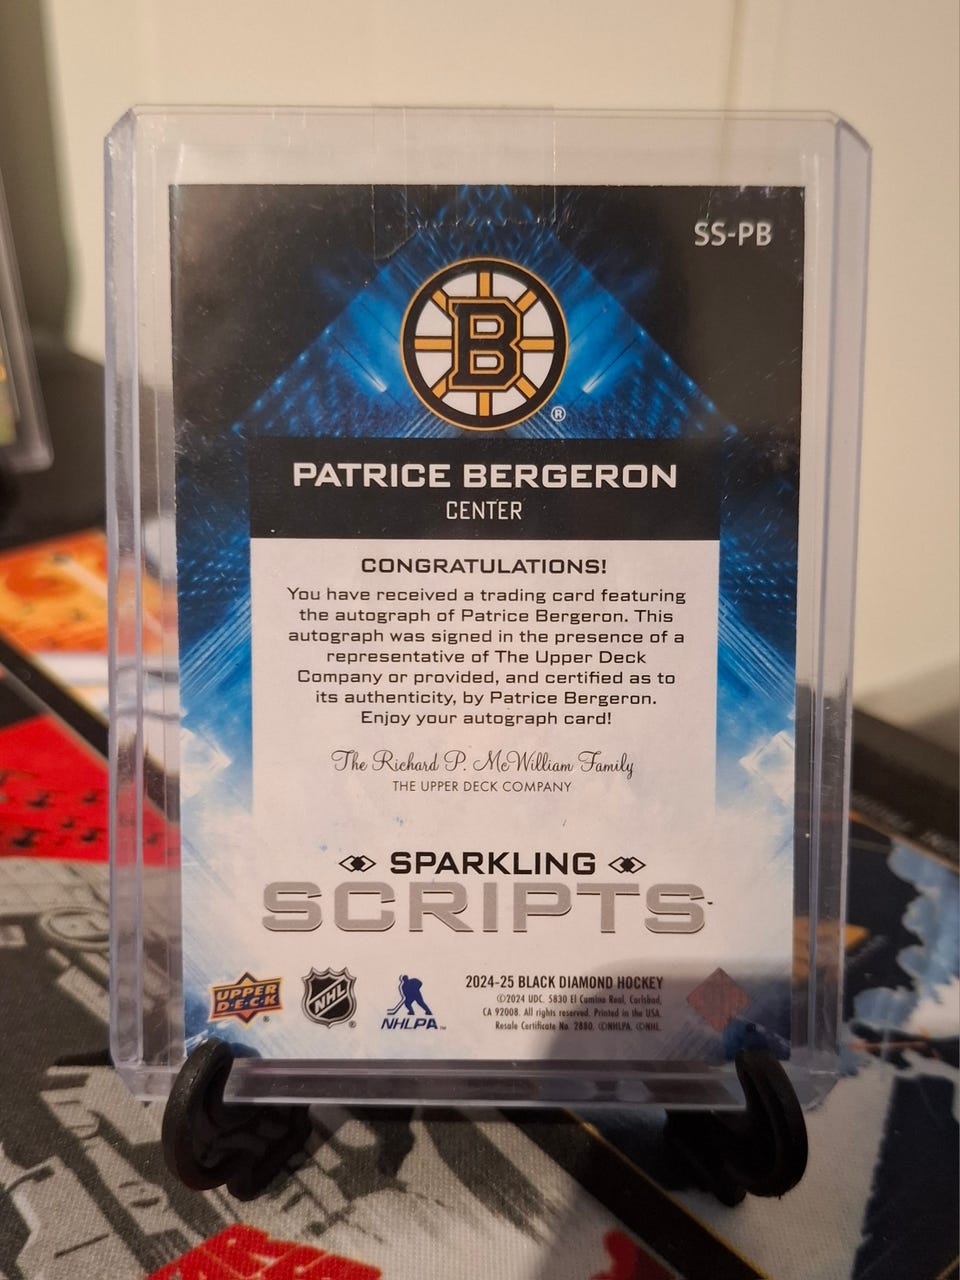 SS-PB
B
®
PATRICE BERGERON
CENTER
CONGRATULATIONS!
You have received a trading card featuring
the autograph of Patrice Bergeron. This
autograph was signed in the presence of a
representative of The Upper Deck
Company or provided, and certified as to
its authenticity, by Patrice Bergeron.
Enjoy your autograph card!
The Richard P. McWilliam Family
THE UPPER DECK COMPANY
SPARKLING
SCRIPTS
UPPER
D·E·C·K
®
NHL
®
NHLPA™
2024-25 BLACK DIAMOND HOCKEY
©2024 UDC. 5830 El Camino Real, Carlsbad,
CA 92008. All rights reserved. Printed in the USA.
Resale Certificate No. 2880. ©NHLPA. ©NHL.